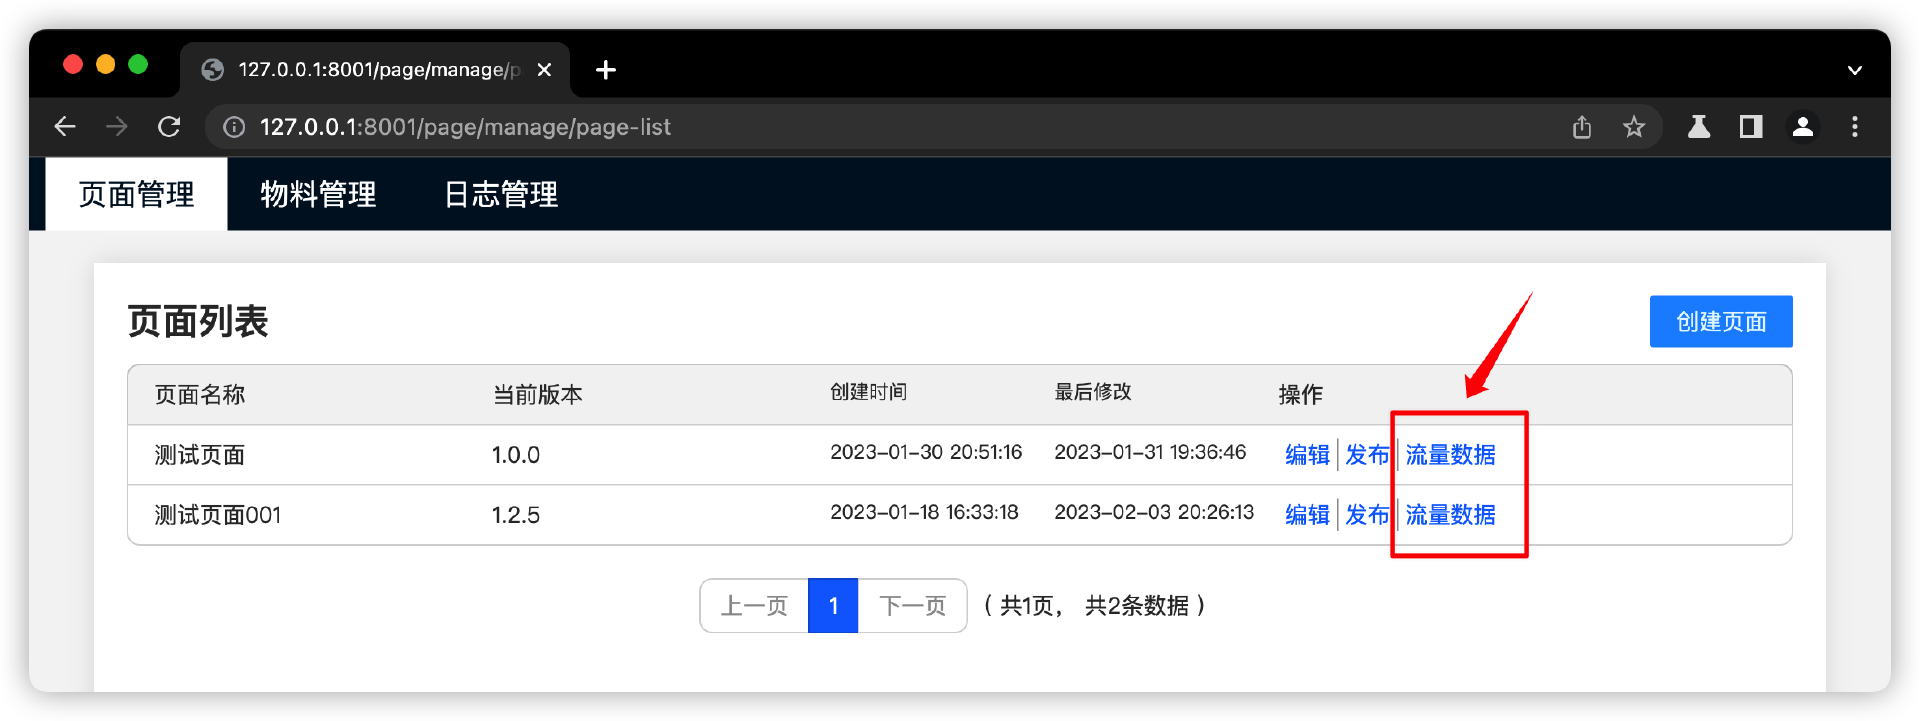 127.0.0.1:8001/page/manage/p
127.0.0.1:8001/page/manage/page-list
页面管理 物料管理 日志管理
页面列表 创建页面
页面名称 当前版本 创建时间 最后修改 操作
测试页面 1.0.0 2023-01-30 20:51:16 2023-01-31 19:36:46 编辑 发布 流量数据
测试页面001 1.2.5 2023-01-18 16:33:18 2023-02-03 20:26:13 编辑 发布 流量数据
上一页 1 下一页 （ 共1页， 共2条数据 ）